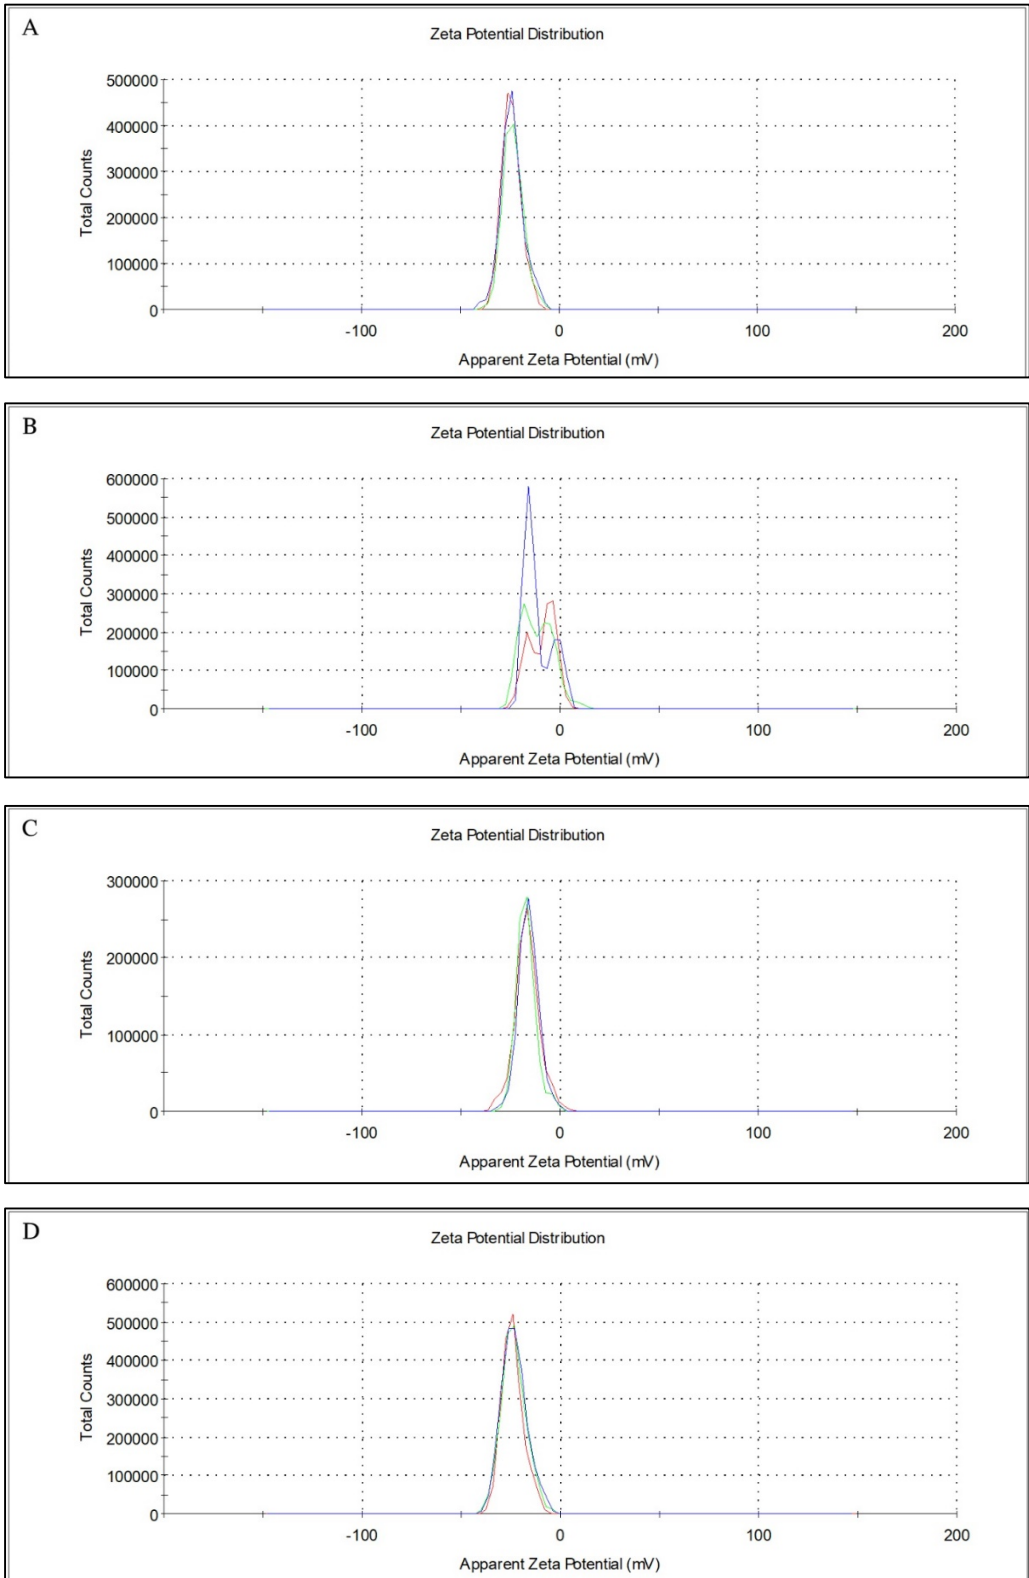 A
Zeta Potential Distribution
500000
400000
300000
200000
100000
0
Total Counts
-100 0 100 200
Apparent Zeta Potential (mV)
B
Zeta Potential Distribution
600000
500000
400000
300000
200000
100000
0
Total Counts
-100 0 100 200
Apparent Zeta Potential (mV)
C
Zeta Potential Distribution
300000
200000
100000
0
Total Counts
-100 0 100 200
Apparent Zeta Potential (mV)
D
Zeta Potential Distribution
600000
500000
400000
300000
200000
100000
0
Total Counts
-100 0 100 200
Apparent Zeta Potential (mV)